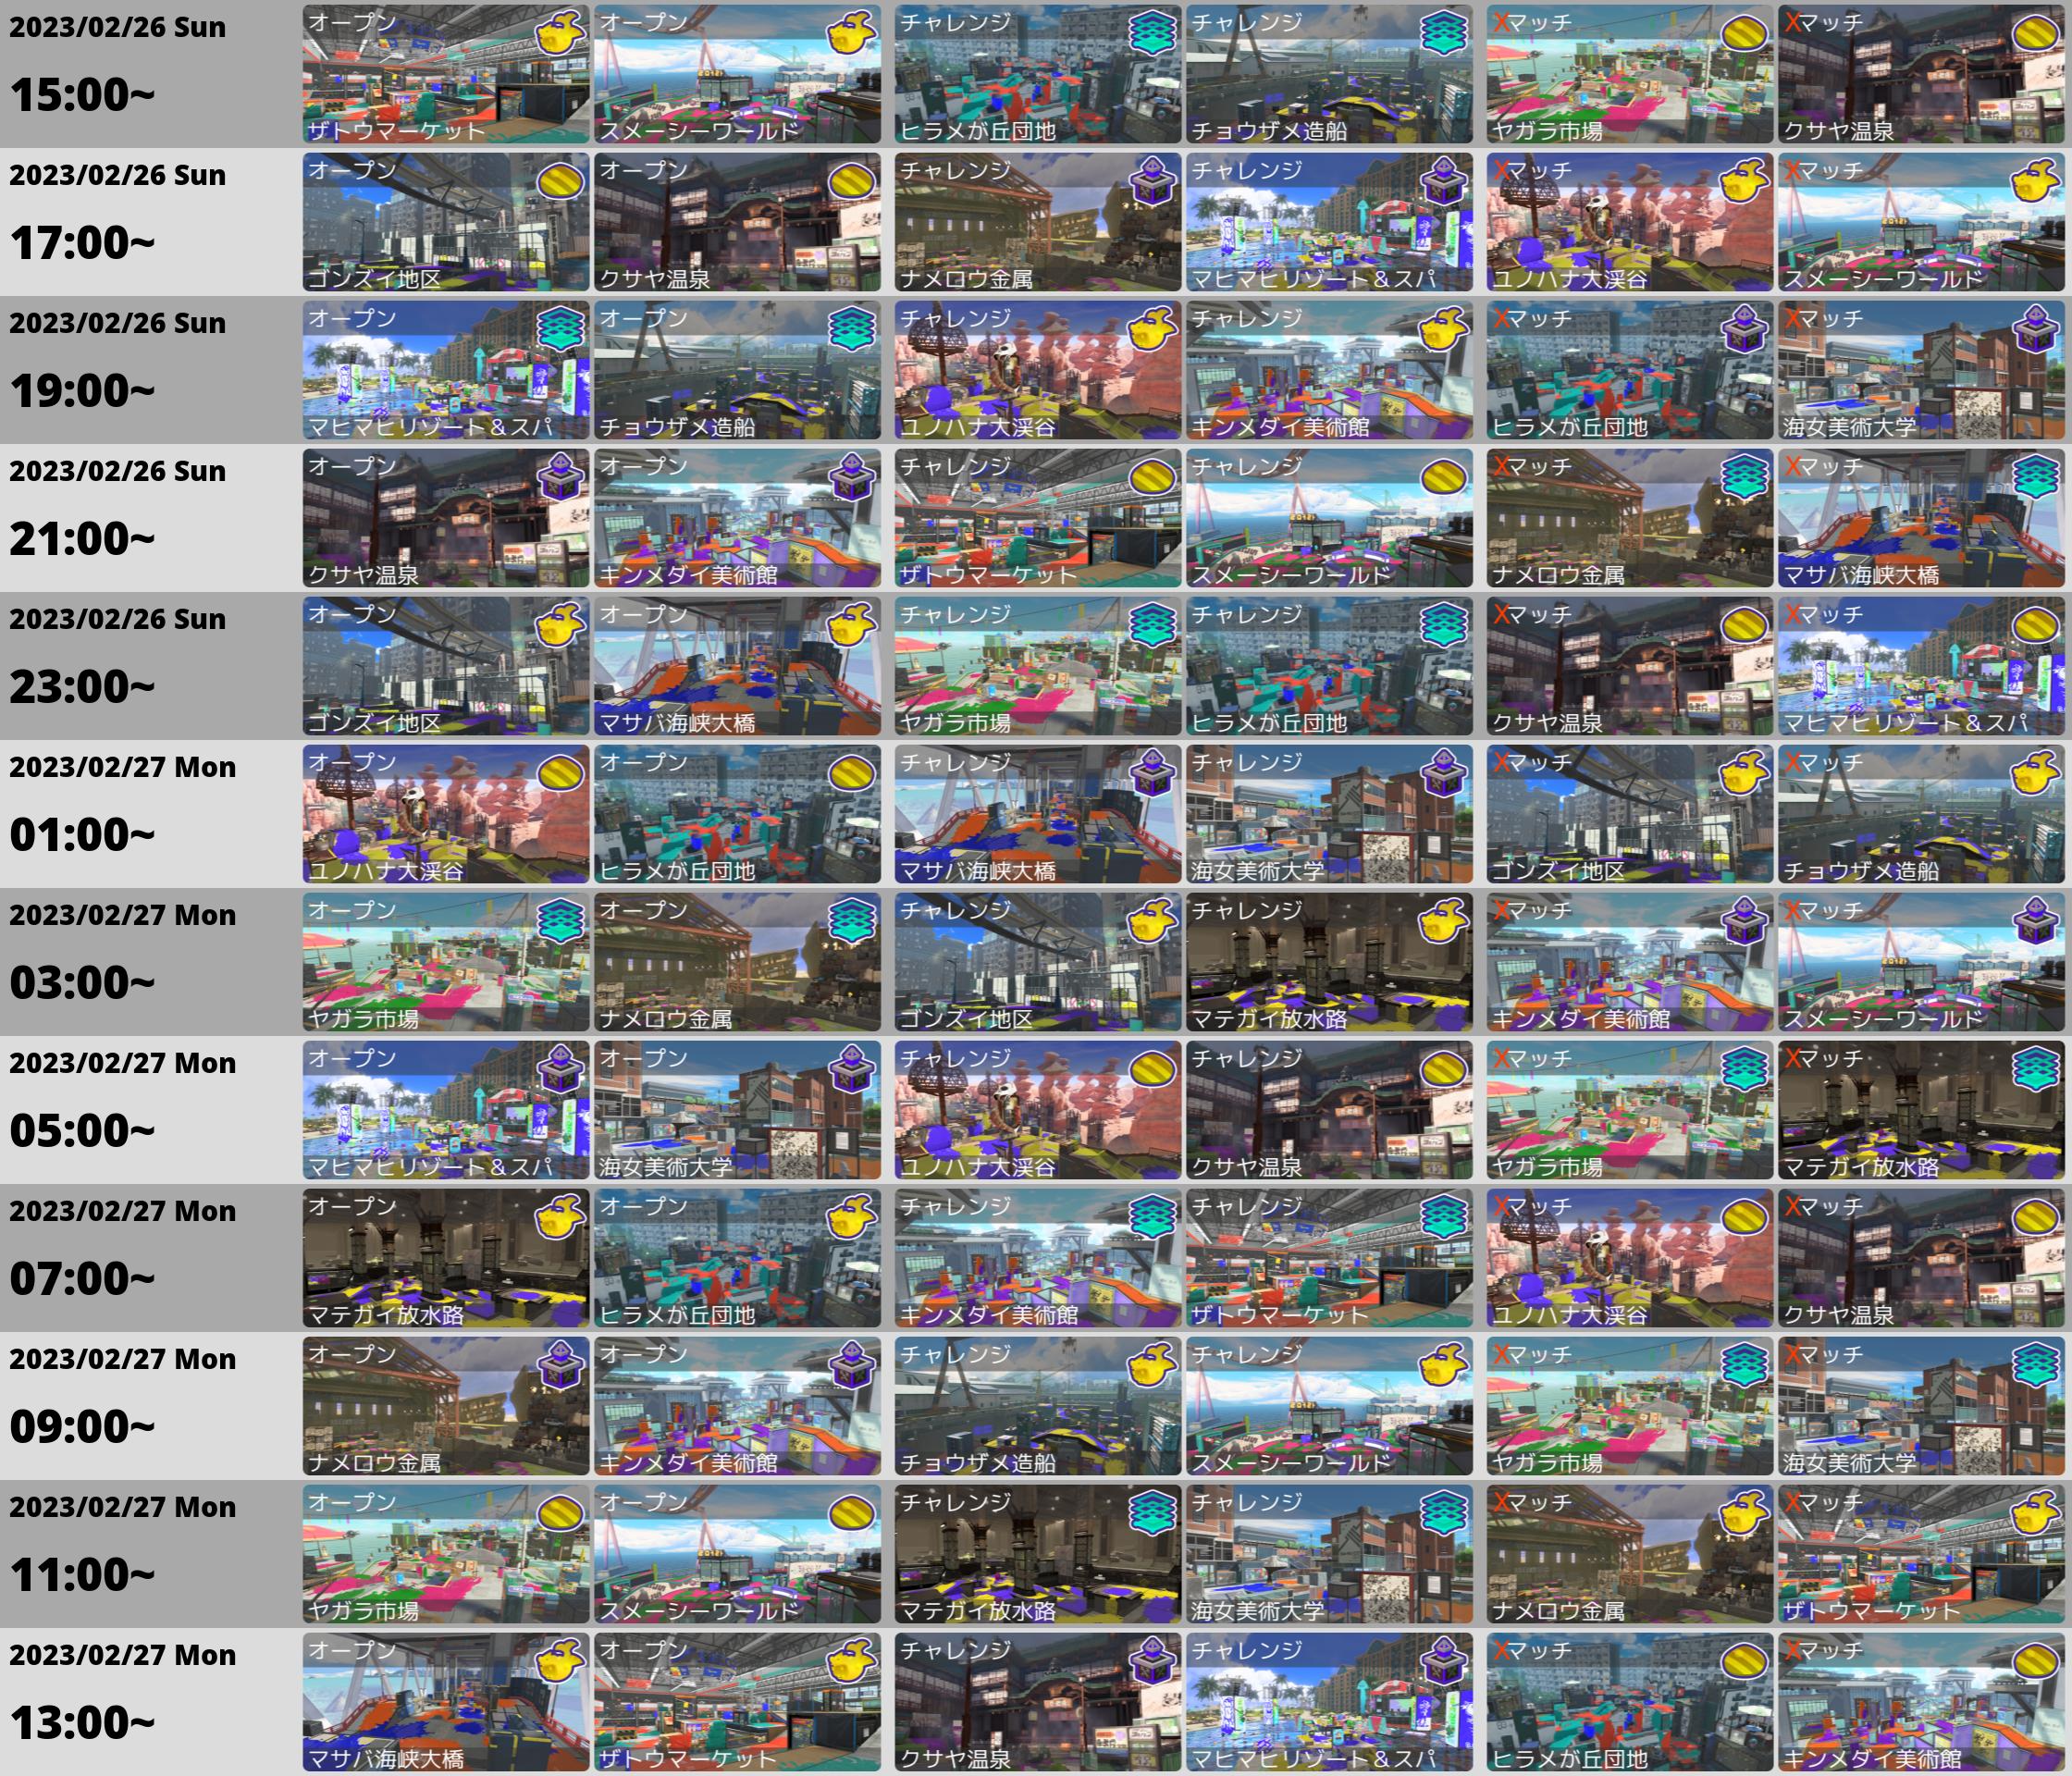 2023/02/26 Sun
15:00~
オープン オープン チャレンジ チャレンジ Xマッチ Xマッチ
ザトウマーケット スメーシーワールド ヒラメが丘団地 チョウザメ造船 ヤガラ市場 クサヤ温泉
2023/02/26 Sun
17:00~
オープン オープン チャレンジ チャレンジ Xマッチ Xマッチ
ゴンズイ地区 クサヤ温泉 ナメロウ金属 マヒマヒリゾート&スパ ユノハナ大渓谷 スメーシーワールド
2023/02/26 Sun
19:00~
オープン オープン チャレンジ チャレンジ Xマッチ Xマッチ
マヒマヒリゾート&スパ チョウザメ造船 ユノハナ大渓谷 キンメダイ美術館 ヒラメが丘団地 海女美術大学
2023/02/26 Sun
21:00~
オープン オープン チャレンジ チャレンジ Xマッチ Xマッチ
クサヤ温泉 キンメダイ美術館 ザトウマーケット スメーシーワールド ナメロウ金属 マサバ海峡大橋
2023/02/26 Sun
23:00~
オープン オープン チャレンジ チャレンジ Xマッチ Xマッチ
ゴンズイ地区 マサバ海峡大橋 ヤガラ市場 ヒラメが丘団地 クサヤ温泉 マヒマヒリゾート&スパ
2023/02/27 Mon
01:00~
オープン オープン チャレンジ チャレンジ Xマッチ Xマッチ
ユノハナ大渓谷 ヒラメが丘団地 マサバ海峡大橋 海女美術大学 ゴンズイ地区 チョウザメ造船
2023/02/27 Mon
03:00~
オープン オープン チャレンジ チャレンジ Xマッチ Xマッチ
ヤガラ市場 ナメロウ金属 ゴンズイ地区 マテガイ放水路 キンメダイ美術館 スメーシーワールド
2023/02/27 Mon
05:00~
オープン オープン チャレンジ チャレンジ Xマッチ Xマッチ
マヒマヒリゾート&スパ 海女美術大学 ユノハナ大渓谷 クサヤ温泉 ヤガラ市場 マテガイ放水路
2023/02/27 Mon
07:00~
オープン オープン チャレンジ チャレンジ Xマッチ Xマッチ
マテガイ放水路 ヒラメが丘団地 キンメダイ美術館 ザトウマーケット ユノハナ大渓谷 クサヤ温泉
2023/02/27 Mon
09:00~
オープン オープン チャレンジ チャレンジ Xマッチ Xマッチ
ナメロウ金属 キンメダイ美術館 チョウザメ造船 スメーシーワールド ヤガラ市場 海女美術大学
2023/02/27 Mon
11:00~
オープン オープン チャレンジ チャレンジ Xマッチ Xマッチ
ヤガラ市場 スメーシーワールド マテガイ放水路 海女美術大学 ナメロウ金属 ザトウマーケット
2023/02/27 Mon
13:00~
オープン オープン チャレンジ チャレンジ Xマッチ Xマッチ
マサバ海峡大橋 ザトウマーケット クサヤ温泉 マヒマヒリゾート&スパ ヒラメが丘団地 キンメダイ美術館